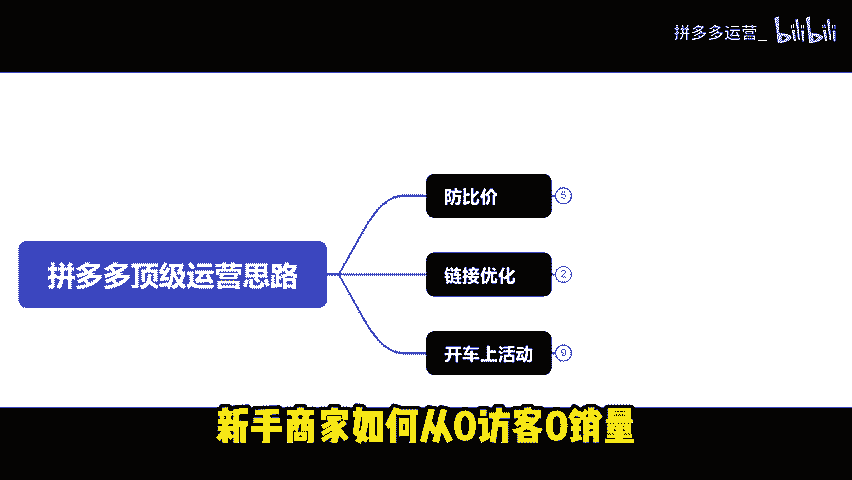 拼多多运营_ bilibili
防比价 5
拼多多顶级运营思路
链接优化 2
开车上活动 9
新手商家如何从0访客0销量